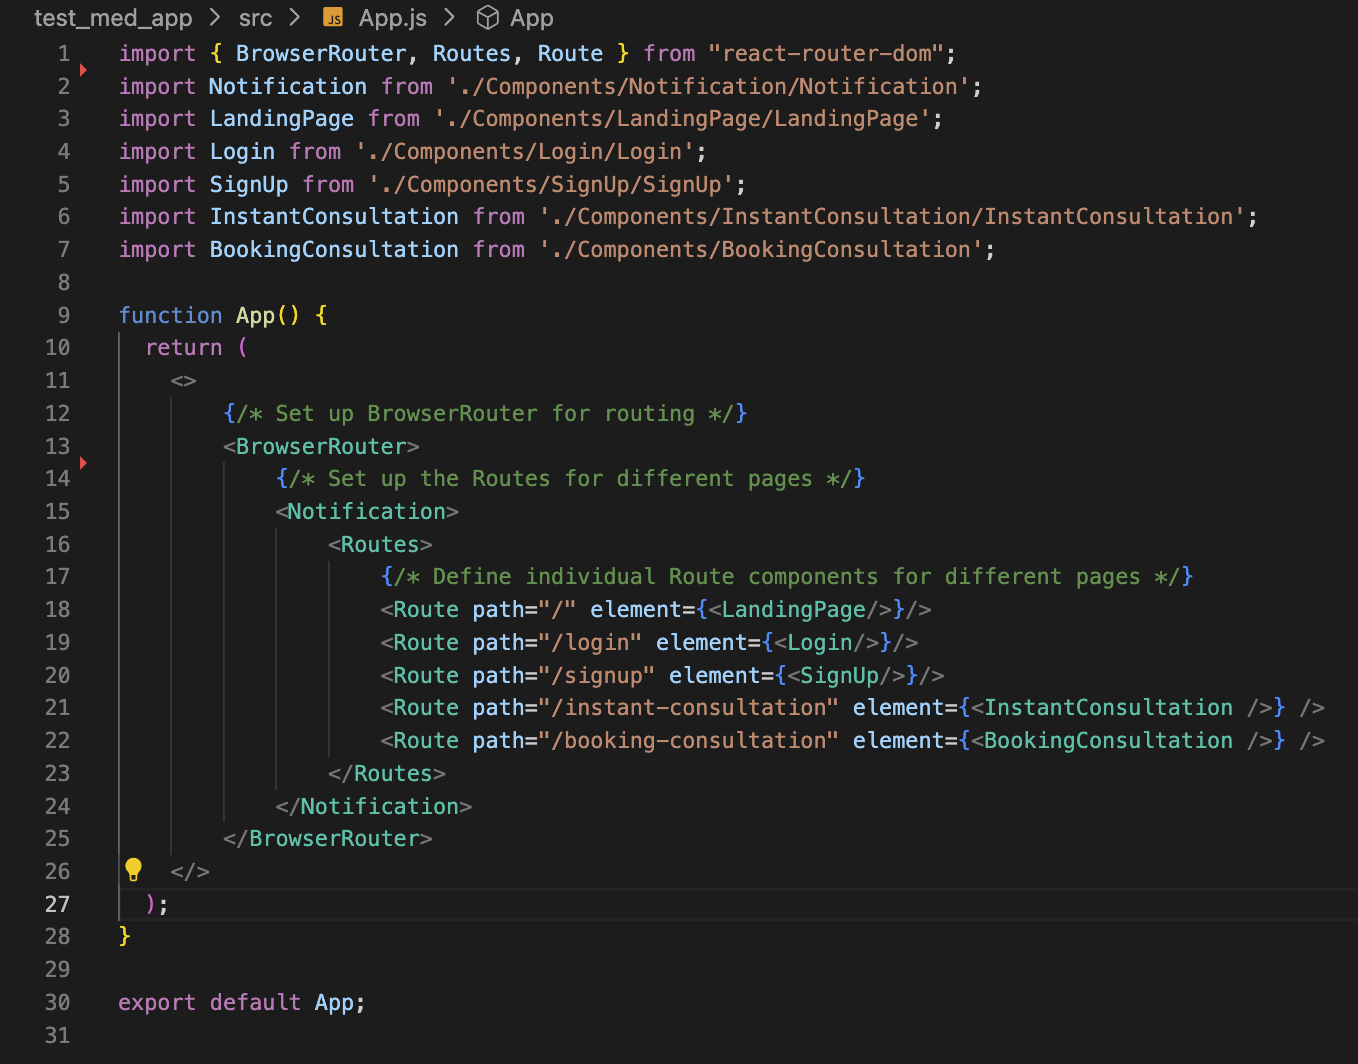 test_med_app > src > JS App.js > App
1 import { BrowserRouter, Routes, Route } from "react-router-dom";
2 import Notification from './Components/Notification/Notification';
3 import LandingPage from './Components/LandingPage/LandingPage';
4 import Login from './Components/Login/Login';
5 import SignUp from './Components/SignUp/SignUp';
6 import InstantConsultation from './Components/InstantConsultation/InstantConsultation';
7 import BookingConsultation from './Components/BookingConsultation';
8
9 function App() {
10   return (
11     <>
12         {/* Set up BrowserRouter for routing */}
13         <BrowserRouter>
14             {/* Set up the Routes for different pages */}
15             <Notification>
16                 <Routes>
17                     {/* Define individual Route components for different pages */}
18                     <Route path="/" element={<LandingPage/>}/>
19                     <Route path="/login" element={<Login/>}/>
20                     <Route path="/signup" element={<SignUp/>}/>
21                     <Route path="/instant-consultation" element={<InstantConsultation />} />
22                     <Route path="/booking-consultation" element={<BookingConsultation />} />
23                 </Routes>
24             </Notification>
25         </BrowserRouter>
26     </>
27   );
28 }
29
30 export default App;
31